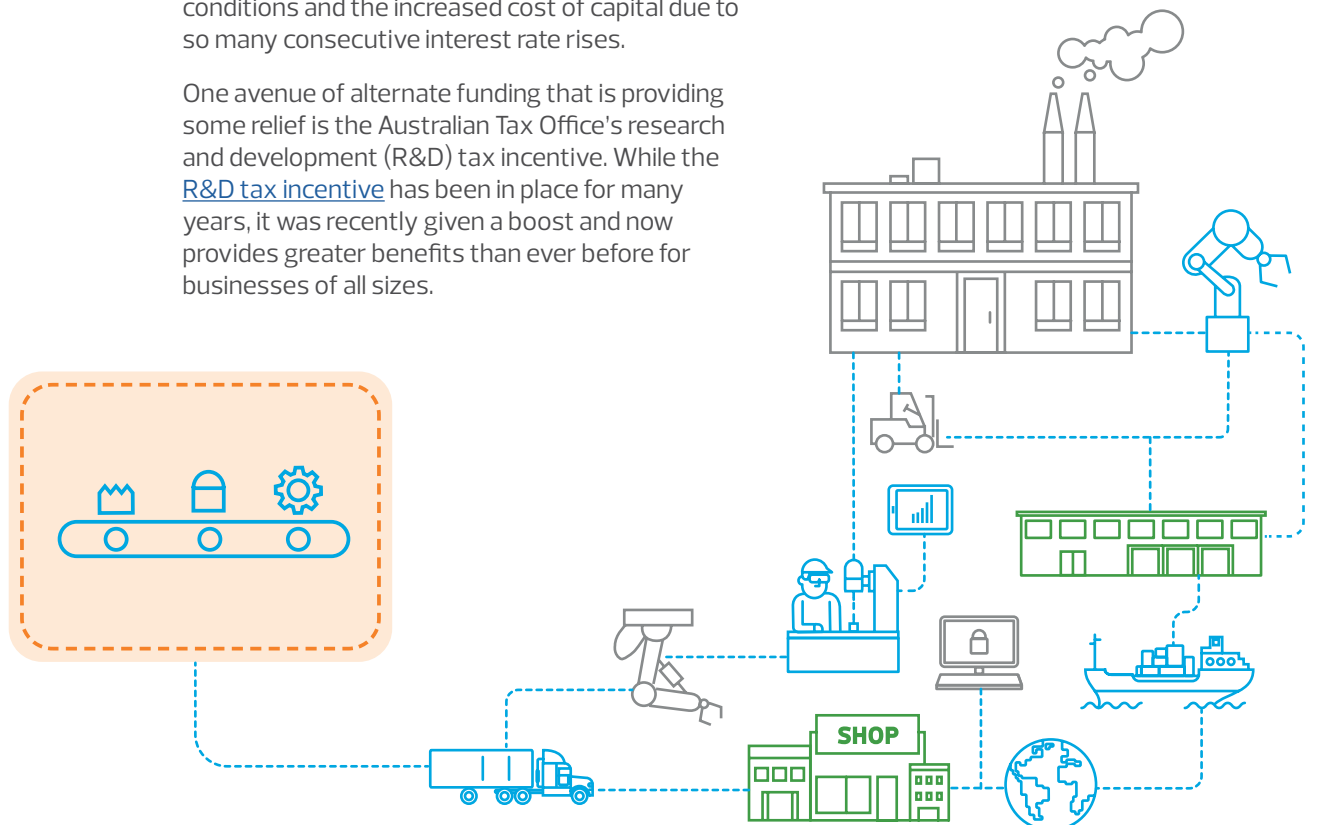 conditions and the increased cost of capital due to
so many consecutive interest rate rises.
One avenue of alternate funding that is providing
some relief is the Australian Tax Office’s research
and development (R&D) tax incentive. While the
R&D tax incentive has been in place for many
years, it was recently given a boost and now
provides greater benefits than ever before for
businesses of all sizes.
SHOP